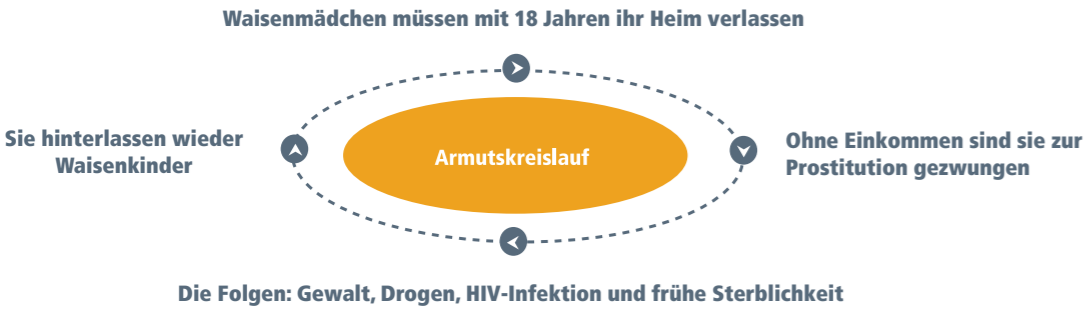 Waisenmädchen müssen mit 18 Jahren ihr Heim verlassen
Sie hinterlassen wieder
Waisenkinder
Armutskreislauf
Ohne Einkommen sind sie zur
Prostitution gezwungen
Die Folgen: Gewalt, Drogen, HIV-Infektion und frühe Sterblichkeit